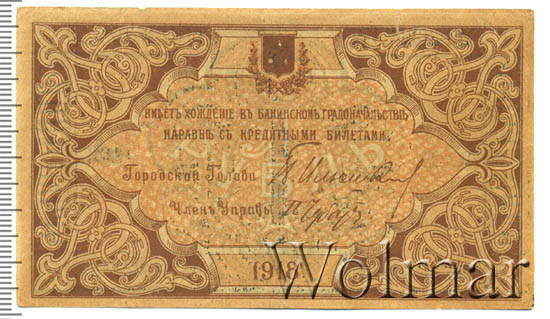 ИМѢЕТЪ ХОЖДЕНІЕ ВЪ БАКИНСКОМЪ ГРАДОНАЧАЛЬСТВѢ
НАРАВНѢ СЪ КРЕДИТНЫМИ БИЛЕТАМИ.
Городской Голова
Членъ Управы
1918
Wolmar